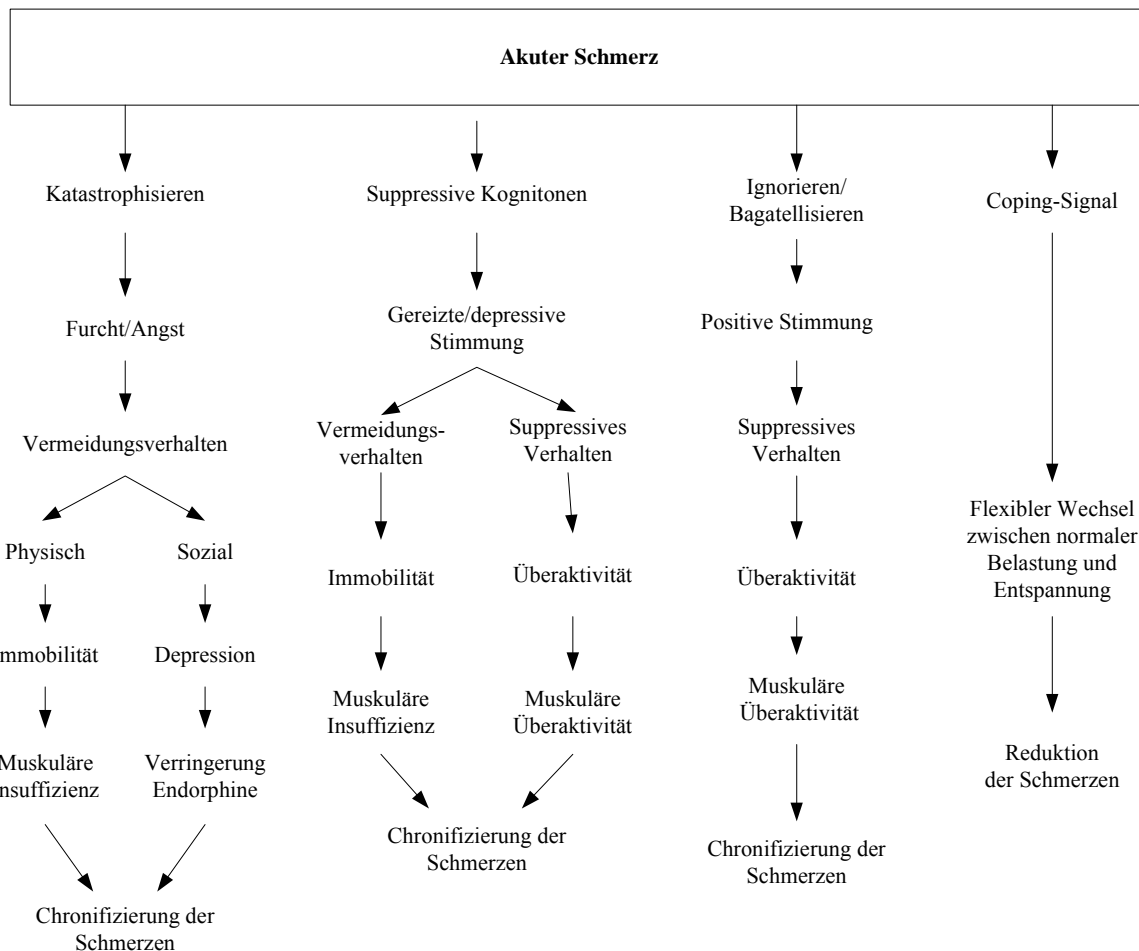 Akuter Schmerz
Katastrophisieren
Furcht/Angst
Vermeidungsverhalten
Physisch
mmobilität
Muskuläre
nsuffizienz
Sozial
Depression
Verringerung
Endorphine
Chronifizierung der
Schmerzen
Suppressive Kognitonen
Gereizte/depressive
Stimmung
Vermeidungs-
verhalten
Immobilität
Muskuläre
Insuffizienz
Suppressives
Verhalten
Überaktivität
Muskuläre
Überaktivität
Chronifizierung der
Schmerzen
Ignorieren/
Bagatellisieren
Positive Stimmung
Suppressives
Verhalten
Überaktivität
Muskuläre
Überaktivität
Chronifizierung der
Schmerzen
Coping-Signal
Flexibler Wechsel
zwischen normaler
Belastung und
Entspannung
Reduktion
der Schmerzen